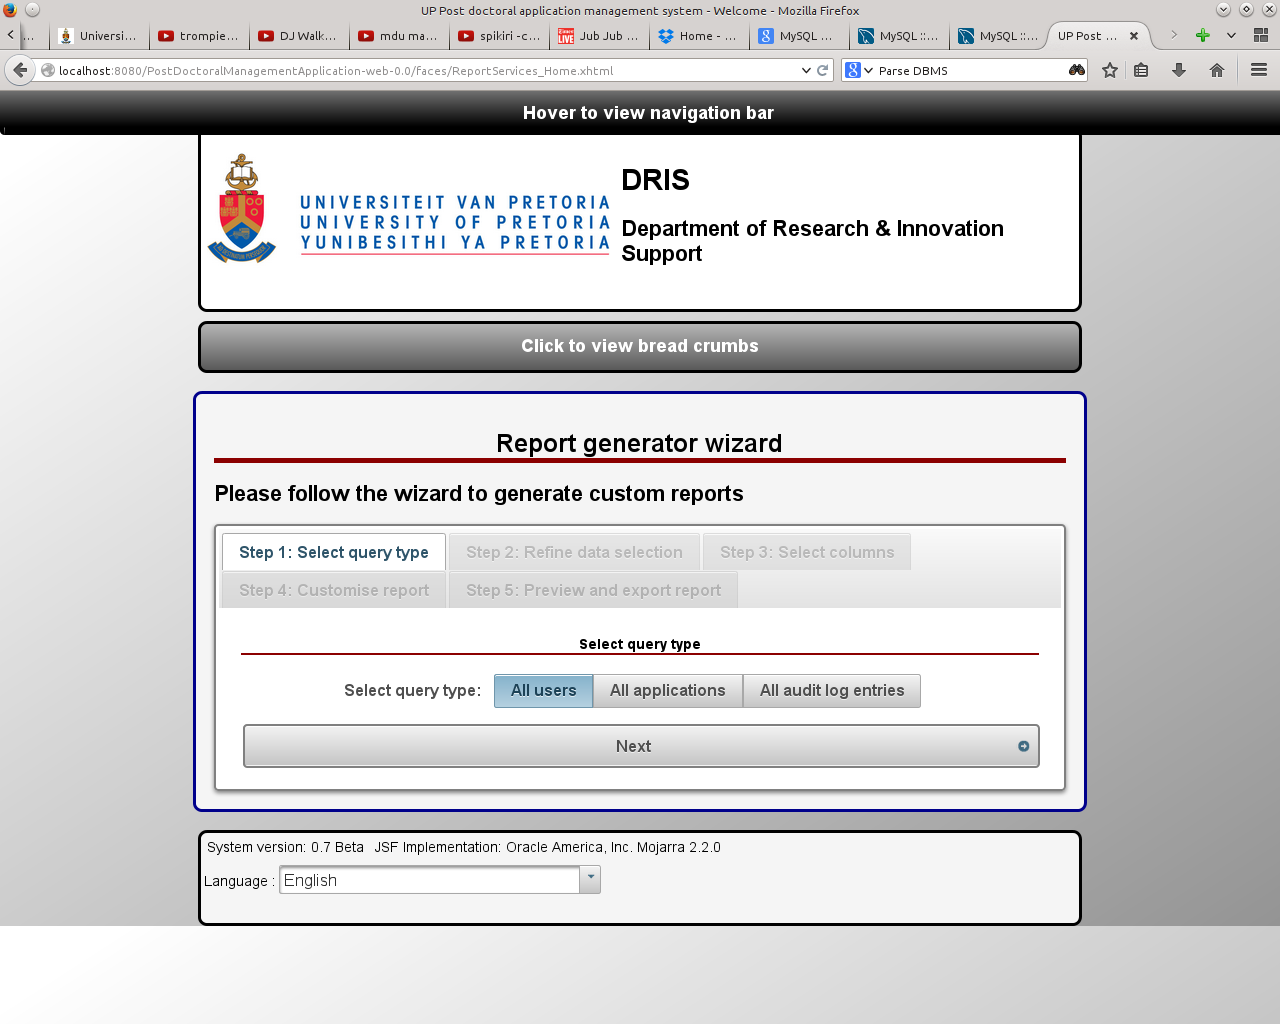 UP Post doctoral application management system - Welcome - Mozilla Firefox
... Universi... trompie... DJ Walk... mdu ma... spikiri -c... Jub Jub ... Home - ... MySQL ... MySQL ::... MySQL ::... UP Post ...
localhost:8080/PostDoctoralManagementApplication-web-0.0/faces/ReportServices_Home.xhtml Parse DBMS
Hover to view navigation bar
UNIVERSITEIT VAN PRETORIA
UNIVERSITY OF PRETORIA
YUNIBESITHI YA PRETORIA
DRIS
Department of Research & Innovation
Support
Click to view bread crumbs
Report generator wizard
Please follow the wizard to generate custom reports
Step 1: Select query type Step 2: Refine data selection Step 3: Select columns
Step 4: Customise report Step 5: Preview and export report
Select query type
Select query type: All users All applications All audit log entries
Next
System version: 0.7 Beta JSF Implementation: Oracle America, Inc. Mojarra 2.2.0
Language : English